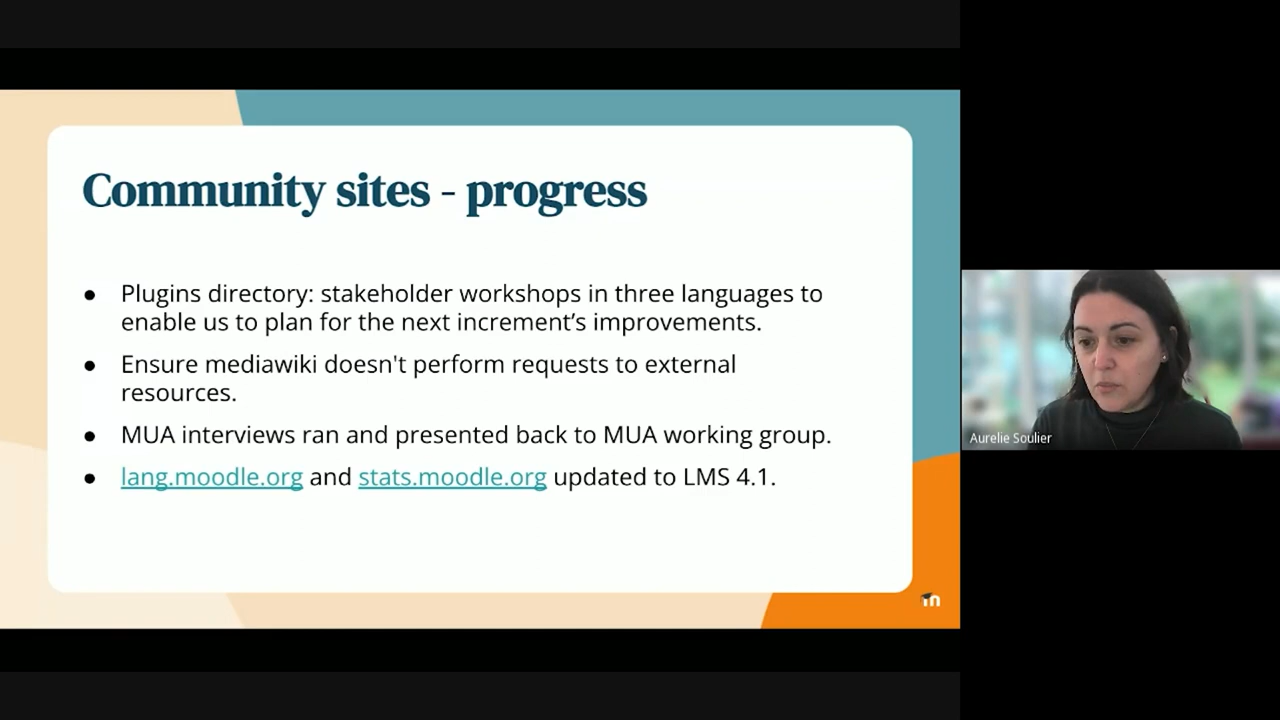 Community sites - progress
● Plugins directory: stakeholder workshops in three languages to
enable us to plan for the next increment’s improvements.
● Ensure mediawiki doesn't perform requests to external
resources.
● MUA interviews ran and presented back to MUA working group.
● lang.moodle.org and stats.moodle.org updated to LMS 4.1.
m
Aurelie Soulier